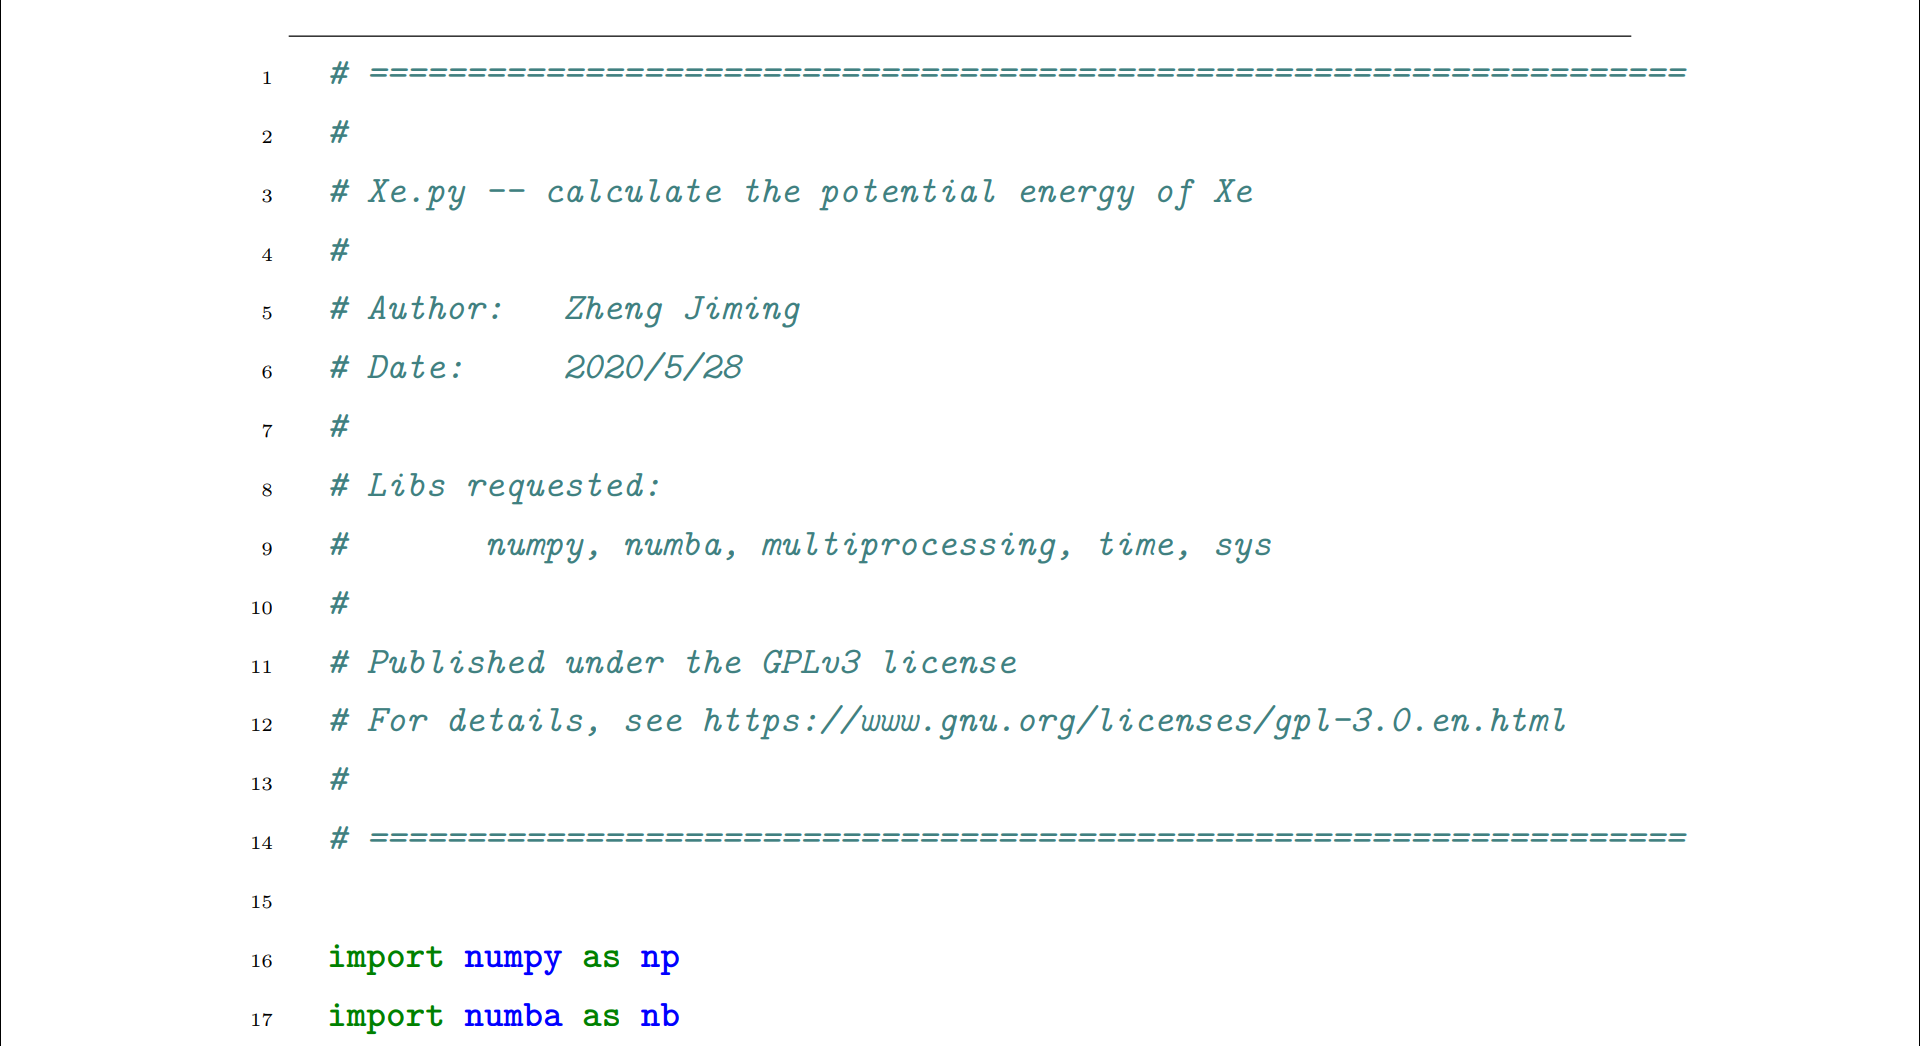 1 # ===================================================================
2 #
3 # Xe.py -- calculate the potential energy of Xe
4 #
5 # Author:   Zheng Jiming
6 # Date:     2020/5/28
7 #
8 # Libs requested:
9 #       numpy, numba, multiprocessing, time, sys
10 #
11 # Published under the GPLv3 license
12 # For details, see https://www.gnu.org/licenses/gpl-3.0.en.html
13 #
14 # ===================================================================
15
16 import numpy as np
17 import numba as nb